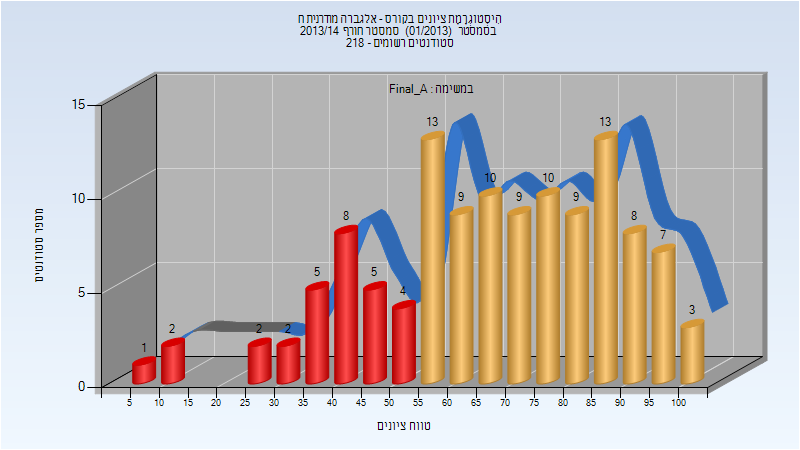 היסטוגרמת ציונים בקורס - אלגברה מודרנית ח
בסמסטר (01/2013) סמסטר חורף 2013/14
סטודנטים רשומים - 218
במשימה : Final_A
מספר סטודנטים
15
10
5
0
1 2 2 2 5 8 5 4 13 9 10 9 10 9 13 8 7 3
5 10 15 20 25 30 35 40 45 50 55 60 65 70 75 80 85 90 95 100
טווח ציונים